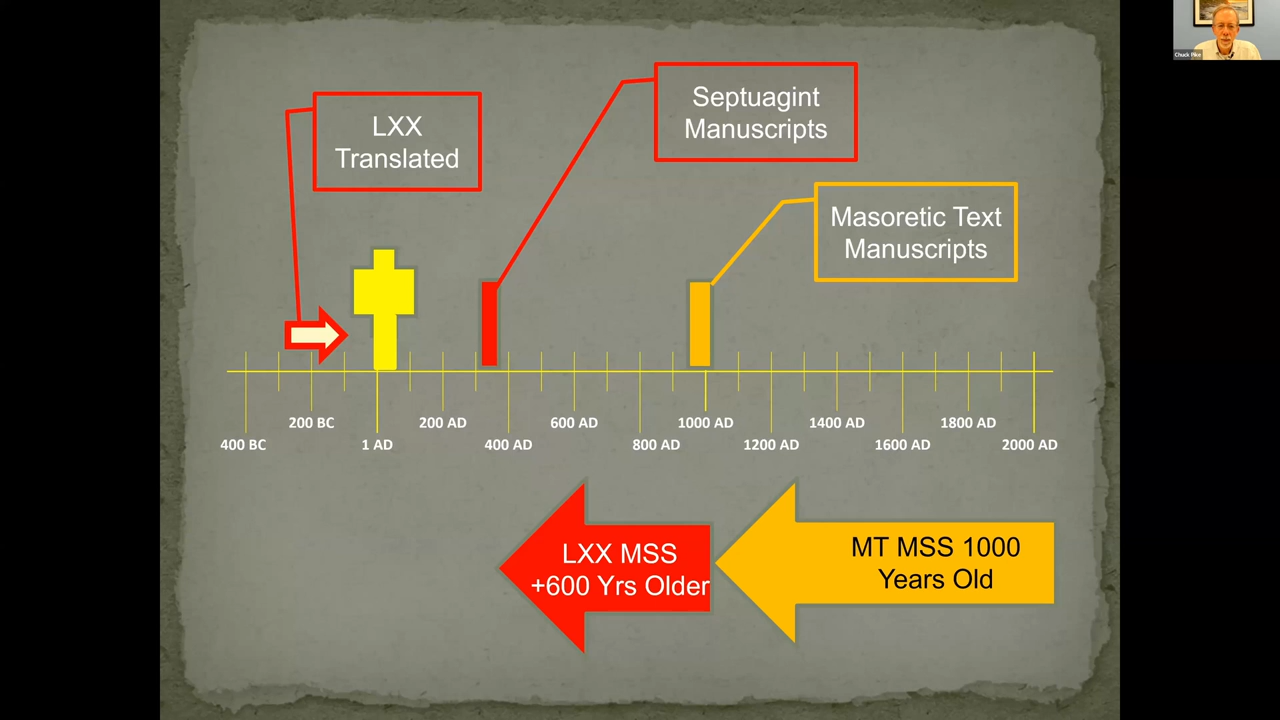 Chuck Pike
Septuagint
Manuscripts
LXX
Translated
Masoretic Text
Manuscripts
200 BC
200 AD
600 AD
1000 AD
1400 AD
1800 AD
400 BC
1 AD
400 AD
800 AD
1200 AD
1600 AD
2000 AD
LXX MSS
+600 Yrs Older
MT MSS 1000
Years Old